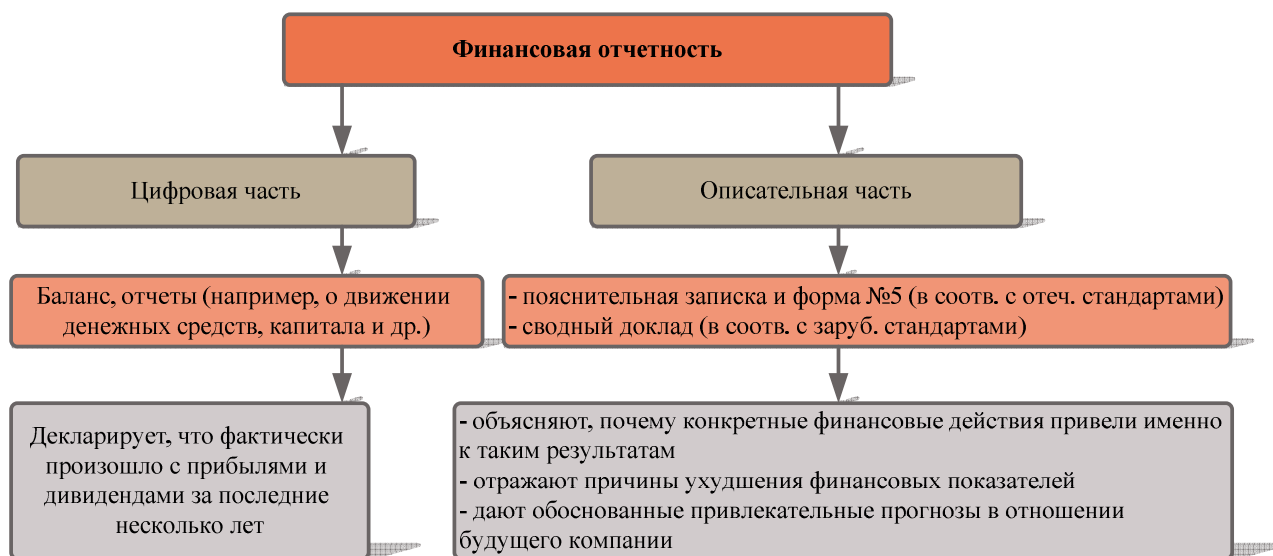 Финансовая отчетность
Цифровая часть
Описательная часть
Баланс, отчеты (например, о движении
денежных средств, капитала и др.)
- пояснительная записка и форма №5 (в соотв. с отеч. стандартами)
- сводный доклад (в соотв. с заруб. стандартами)
Декларирует, что фактически
произошло с прибылями и
дивидендами за последние
несколько лет
- объясняют, почему конкретные финансовые действия привели именно
к таким результатам
- отражают причины ухудшения финансовых показателей
- дают обоснованные привлекательные прогнозы в отношении
будущего компании